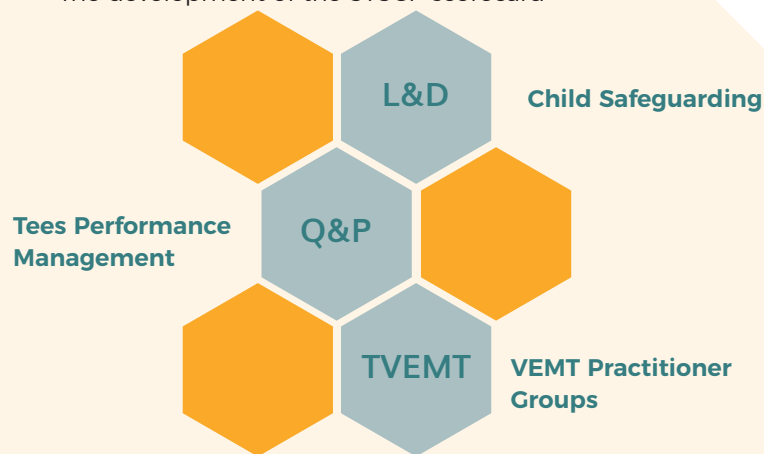 L&D
Child Safeguarding
Tees Performance
Management
Q&P
TVEMT
VEMT Practitioner
Groups